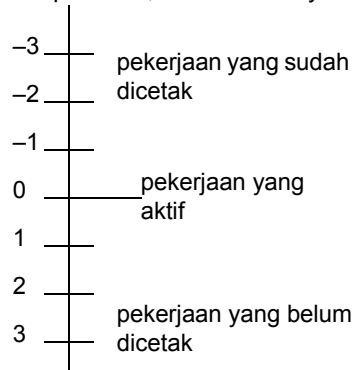 –3
pekerjaan yang sudah
dicetak
–2
–1
0
pekerjaan yang
aktif
1
2
pekerjaan yang belum
dicetak
3